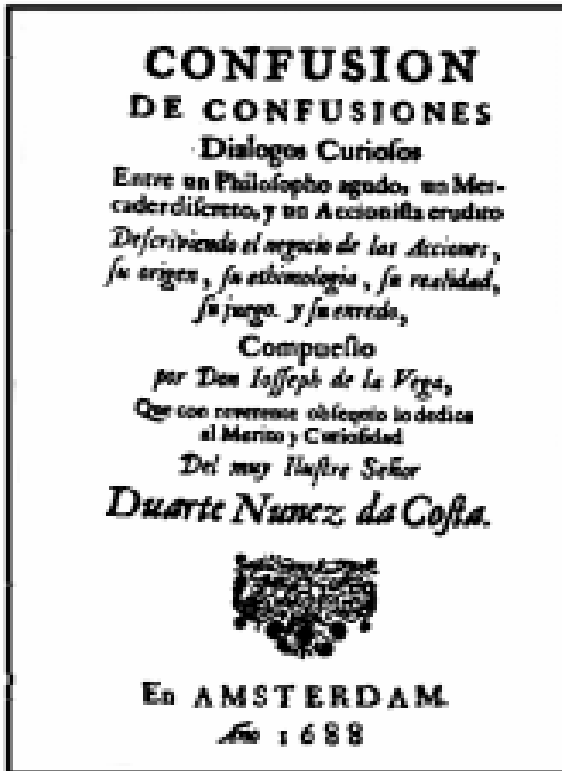 CONFUSION
DE CONFUSIONES
Dialogos Curioſos
Entre un Philoſopho agudo, un Mer-
cader diſcreto, y un Accioniſta erudito
Deſcriviendo el negocio de las Acciones,
ſu origen, ſu ethimologia, ſu realidad,
ſu juego. y ſu enredo,
Compueſto
por Don Ioſſeph de la Vega,
Que con reverente obſequio lo dedica
al Merito y Curioſidad
Del muy Iluſtre Señor
Duarte Nunez da Coſta.
En AMSTERDAM.
Año 1688